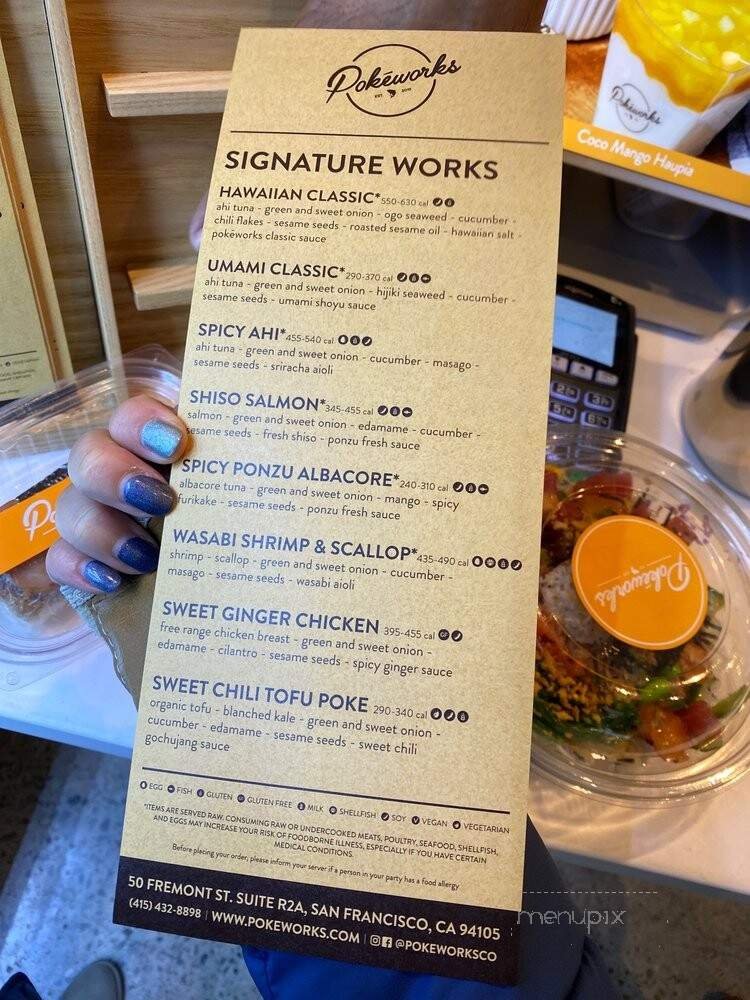 Pokéworks
EST. 2015
SIGNATURE WORKS
HAWAIIAN CLASSIC* 550-630 cal
ahi tuna - green and sweet onion - ogo seaweed - cucumber -
chili flakes - sesame seeds - roasted sesame oil - hawaiian salt -
pokéworks classic sauce
UMAMI CLASSIC* 290-370 cal
ahi tuna - green and sweet onion - hijiki seaweed - cucumber -
sesame seeds - umami shoyu sauce
SPICY AHI* 455-540 cal
ahi tuna - green and sweet onion - cucumber - masago -
sesame seeds - sriracha aioli
SHISO SALMON* 345-455 cal
salmon - green and sweet onion - edamame - cucumber -
sesame seeds - fresh shiso - ponzu fresh sauce
SPICY PONZU ALBACORE* 240-310 cal
albacore tuna - green and sweet onion - mango - spicy
furikake - sesame seeds - ponzu fresh sauce
WASABI SHRIMP & SCALLOP* 435-490 cal
shrimp - scallop - green and sweet onion - cucumber -
masago - sesame seeds - wasabi aioli
SWEET GINGER CHICKEN 395-455 cal GF
free range chicken breast - green and sweet onion -
edamame - cilantro - sesame seeds - spicy ginger sauce
SWEET CHILI TOFU POKE 290-340 cal
organic tofu - blanched kale - green and sweet onion -
cucumber - edamame - sesame seeds - sweet chili
gochujang sauce
EGG FISH GLUTEN GLUTEN FREE MILK SHELLFISH SOY VEGAN VEGETARIAN
*ITEMS ARE SERVED RAW. CONSUMING RAW OR UNDERCOOKED MEATS, POULTRY, SEAFOOD, SHELLFISH,
AND EGGS MAY INCREASE YOUR RISK OF FOODBORNE ILLNESS, ESPECIALLY IF YOU HAVE CERTAIN
MEDICAL CONDITIONS.
Before placing your order, please inform your server if a person in your party has a food allergy
50 FREMONT ST. SUITE R2A, SAN FRANCISCO, CA 94105
(415) 432-8898 | WWW.POKEWORKS.COM | @POKEWORKSCO
Pokéworks
Coco Mango Haupia
Pokéworks
Po
menupix